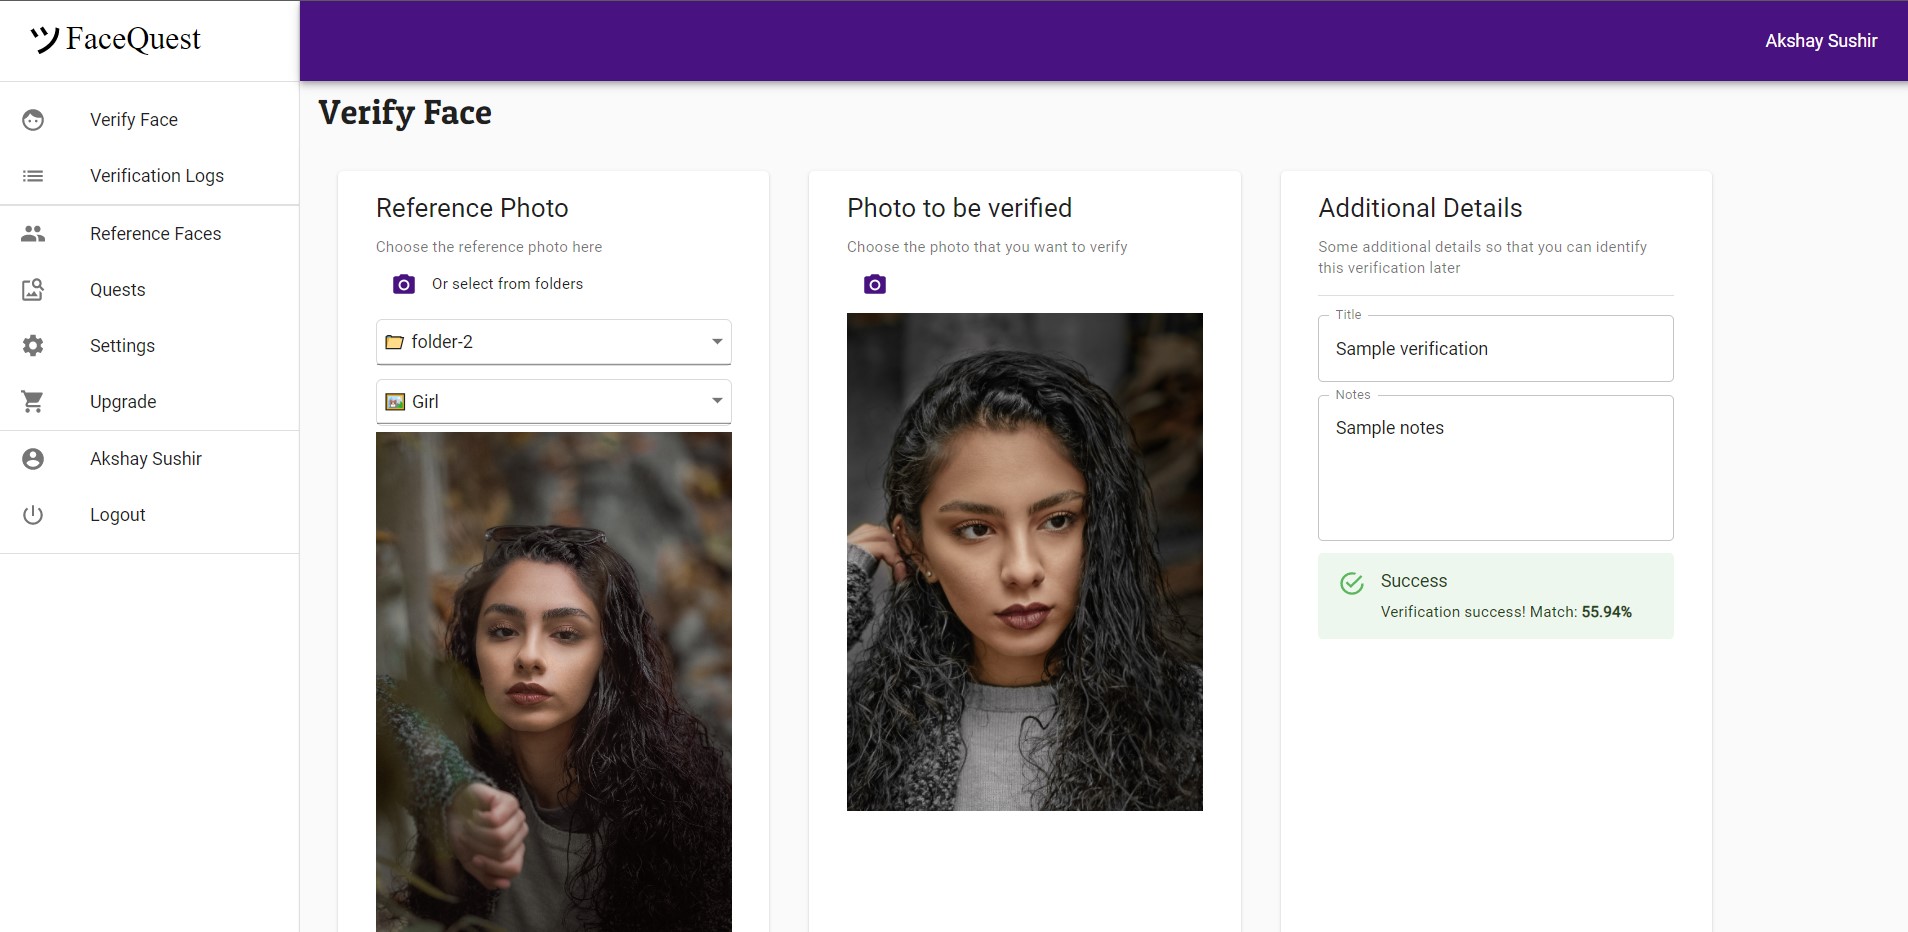 ツ FaceQuest
Akshay Sushir
Verify Face
Verification Logs
Reference Faces
Quests
Settings
Upgrade
Akshay Sushir
Logout
Verify Face
Reference Photo
Choose the reference photo here
Or select from folders
folder-2
Girl
Photo to be verified
Choose the photo that you want to verify
Additional Details
Some additional details so that you can identify
this verification later
Title
Sample verification
Notes
Sample notes
Success
Verification success! Match: 55.94%